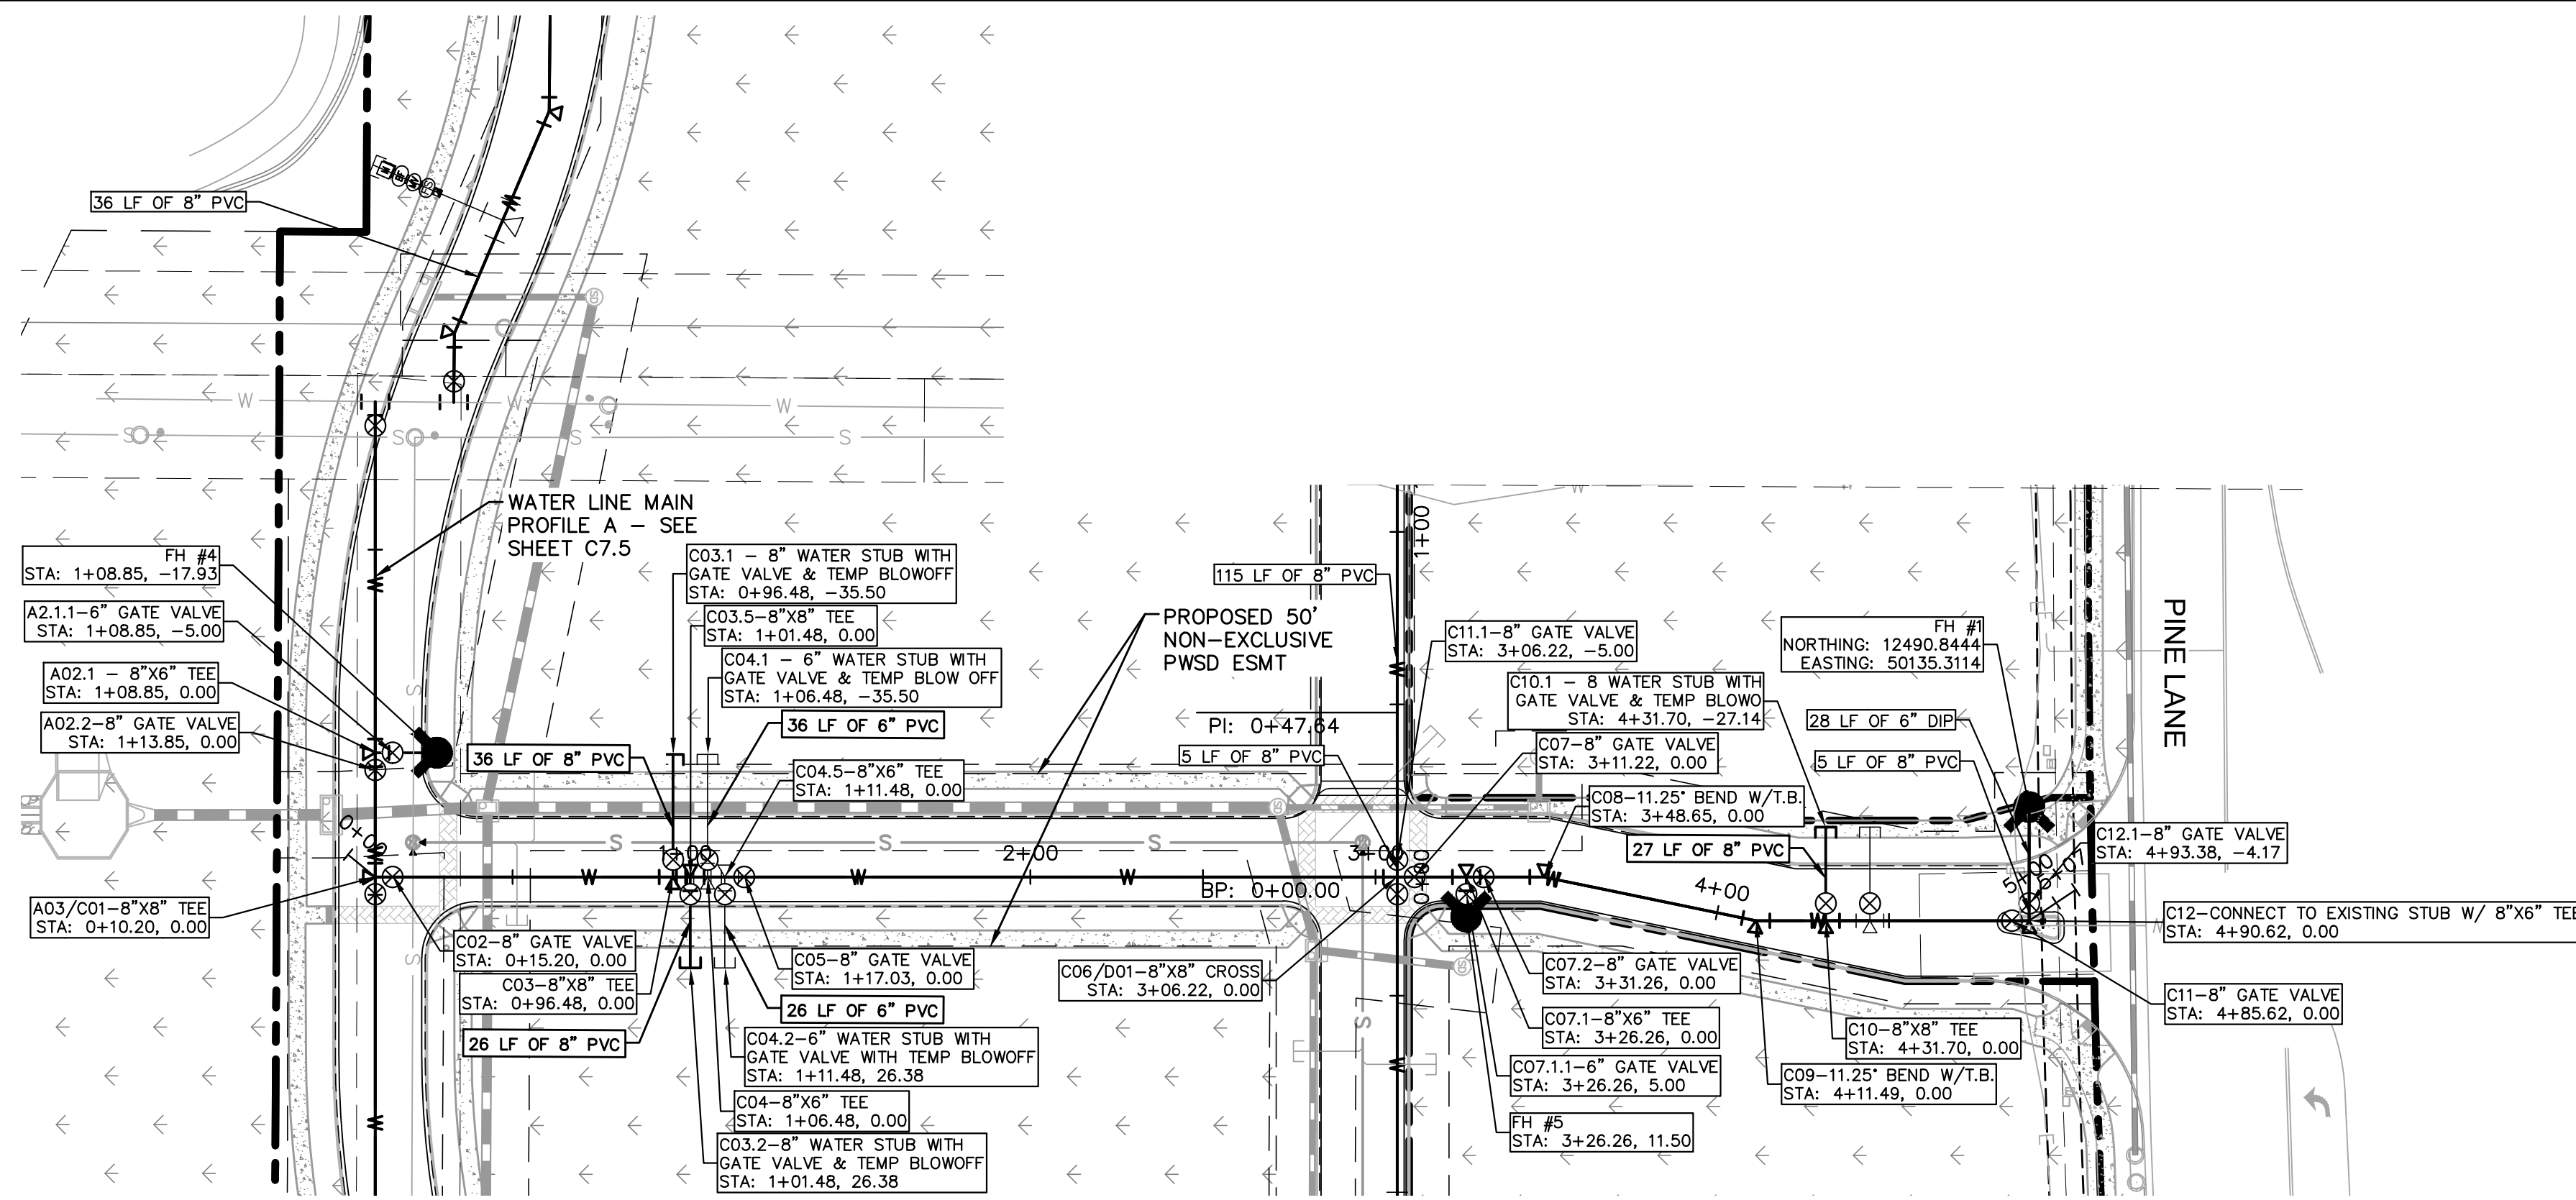 36 LF OF 8" PVC
W
W
W
S
S
S
S
SD
WATER LINE MAIN
PROFILE A – SEE
SHEET C7.5
FH #4
STA: 1+08.85, -17.93
A2.1.1-6" GATE VALVE
STA: 1+08.85, -5.00
A02.1 - 8"X6" TEE
STA: 1+08.85, 0.00
A02.2-8" GATE VALVE
STA: 1+13.85, 0.00
A03/C01-8"X8" TEE
STA: 0+10.20, 0.00
C03.1 - 8" WATER STUB WITH
GATE VALVE & TEMP BLOWOFF
STA: 0+96.48, -35.50
C03.5-8"X8" TEE
STA: 1+01.48, 0.00
C04.1 - 6" WATER STUB WITH
GATE VALVE & TEMP BLOW OFF
STA: 1+06.48, -35.50
36 LF OF 6" PVC
36 LF OF 8" PVC
C04.5-8"X6" TEE
STA: 1+11.48, 0.00
PROPOSED 50'
NON-EXCLUSIVE
PWSD ESMT
115 LF OF 8" PVC
1+00
PI: 0+47.64
5 LF OF 8" PVC
C11.1-8" GATE VALVE
STA: 3+06.22, -5.00
C07-8" GATE VALVE
STA: 3+11.22, 0.00
C08-11.25° BEND W/T.B.
STA: 3+48.65, 0.00
C10.1 - 8 WATER STUB WITH
GATE VALVE & TEMP BLOWO
STA: 4+31.70, -27.14
27 LF OF 8" PVC
FH #1
NORTHING: 12490.8444
EASTING: 50135.3114
28 LF OF 6" DIP
5 LF OF 8" PVC
PINE LANE
C12.1-8" GATE VALVE
STA: 4+93.38, -4.17
C12-CONNECT TO EXISTING STUB W/ 8"X6" TEE
STA: 4+90.62, 0.00
C11-8" GATE VALVE
STA: 4+85.62, 0.00
0+00
1+00
2+00
3+00
4+00
5+00
5+07
0+00
S
S
S
W
W
W
W
BP: 0+00.00
C02-8" GATE VALVE
STA: 0+15.20, 0.00
C03-8"X8" TEE
STA: 0+96.48, 0.00
26 LF OF 8" PVC
C05-8" GATE VALVE
STA: 1+17.03, 0.00
26 LF OF 6" PVC
C04.2-6" WATER STUB WITH
GATE VALVE WITH TEMP BLOWOFF
STA: 1+11.48, 26.38
C04-8"X6" TEE
STA: 1+06.48, 0.00
C03.2-8" WATER STUB WITH
GATE VALVE & TEMP BLOWOFF
STA: 1+01.48, 26.38
C06/D01-8"X8" CROSS
STA: 3+06.22, 0.00
C07.2-8" GATE VALVE
STA: 3+31.26, 0.00
C07.1-8"X6" TEE
STA: 3+26.26, 0.00
C07.1.1-6" GATE VALVE
STA: 3+26.26, 5.00
FH #5
STA: 3+26.26, 11.50
C10-8"X8" TEE
STA: 4+31.70, 0.00
C09-11.25° BEND W/T.B.
STA: 4+11.49, 0.00